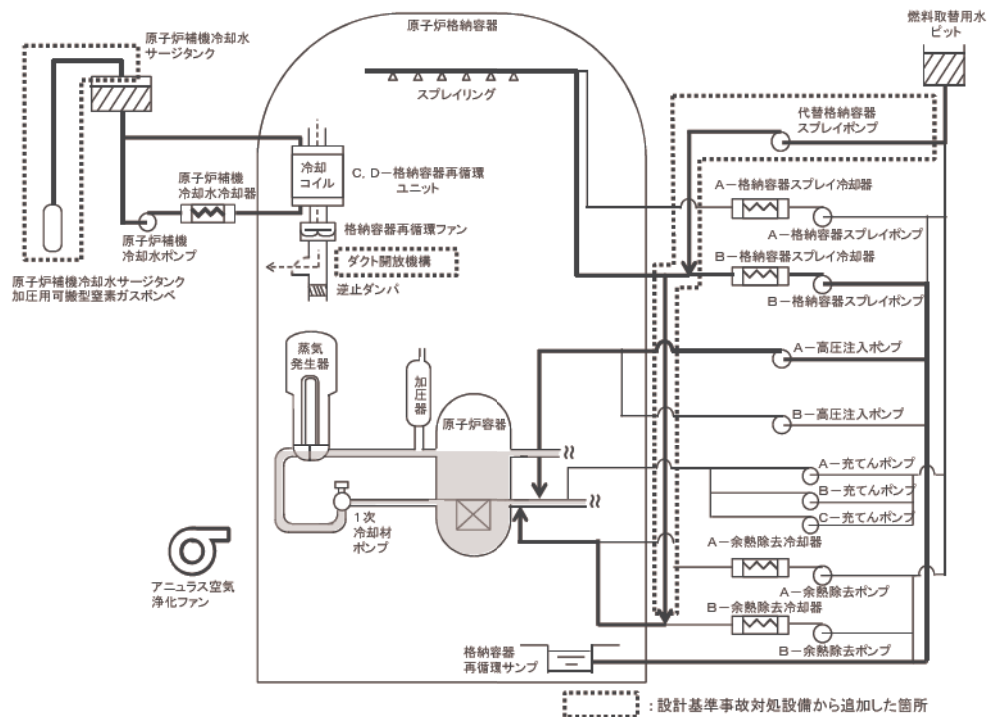 原子炉格納容器
燃料取替用水
ピット
原子炉補機冷却水
サージタンク
スプレイリング
代替格納容器
スプレイポンプ
冷却
コイル
C,D-格納容器再循環
ユニット
原子炉補機
冷却水冷却器
A-格納容器スプレイ冷却器
格納容器再循環ファン
A-格納容器スプレイポンプ
原子炉補機
冷却水ポンプ
ダクト開放機構
B-格納容器スプレイ冷却器
原子炉補機冷却水サージタンク
加圧用可搬型窒素ガスボンベ
逆止ダンパ
B-格納容器スプレイポンプ
蒸気
発生器
加圧器
A-高圧注入ポンプ
原子炉容器
B-高圧注入ポンプ
A-充てんポンプ
B-充てんポンプ
C-充てんポンプ
1次
冷却材
ポンプ
A-余熱除去冷却器
アニュラス空気
浄化ファン
A-余熱除去ポンプ
B-余熱除去冷却器
格納容器
再循環サンプ
B-余熱除去ポンプ
:設計基準事故対処設備から追加した箇所